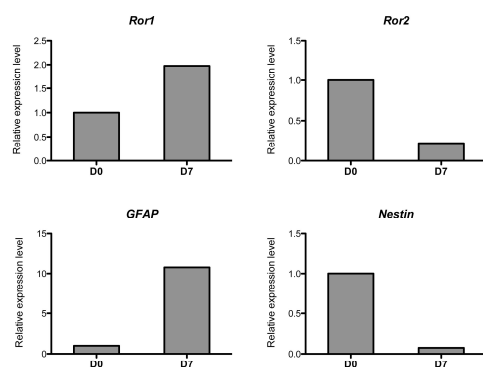 Ror1
Relative expression level
2.5
2.0
1.5
1.0
0.5
0.0
D0 D7
Ror2
Relative expression level
1.5
1.0
0.5
0.0
D0 D7
GFAP
Relative expression level
15
10
5
0
D0 D7
Nestin
Relative expression level
1.5
1.0
0.5
0.0
D0 D7